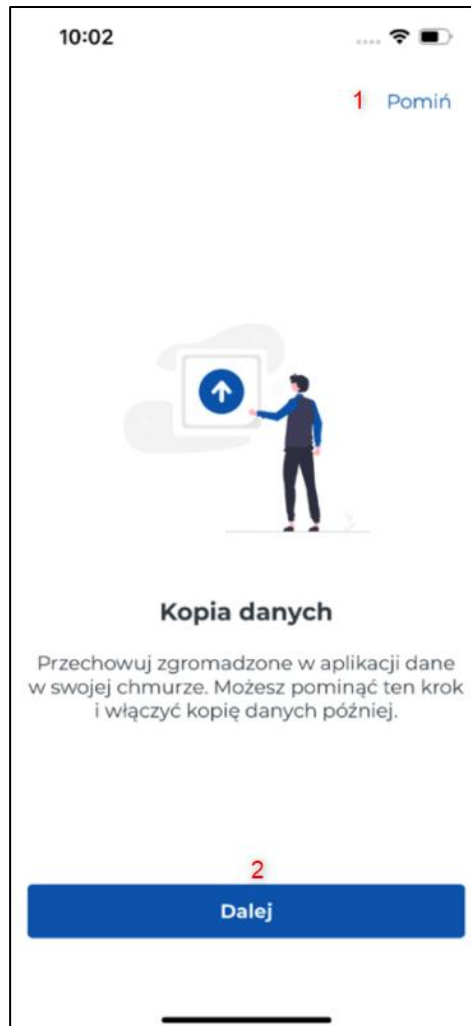 10:02
1 Pomiń
Kopia danych
Przechowuj zgromadzone w aplikacji dane
w swojej chmurze. Możesz pominąć ten krok
i włączyć kopię danych później.
2
Dalej